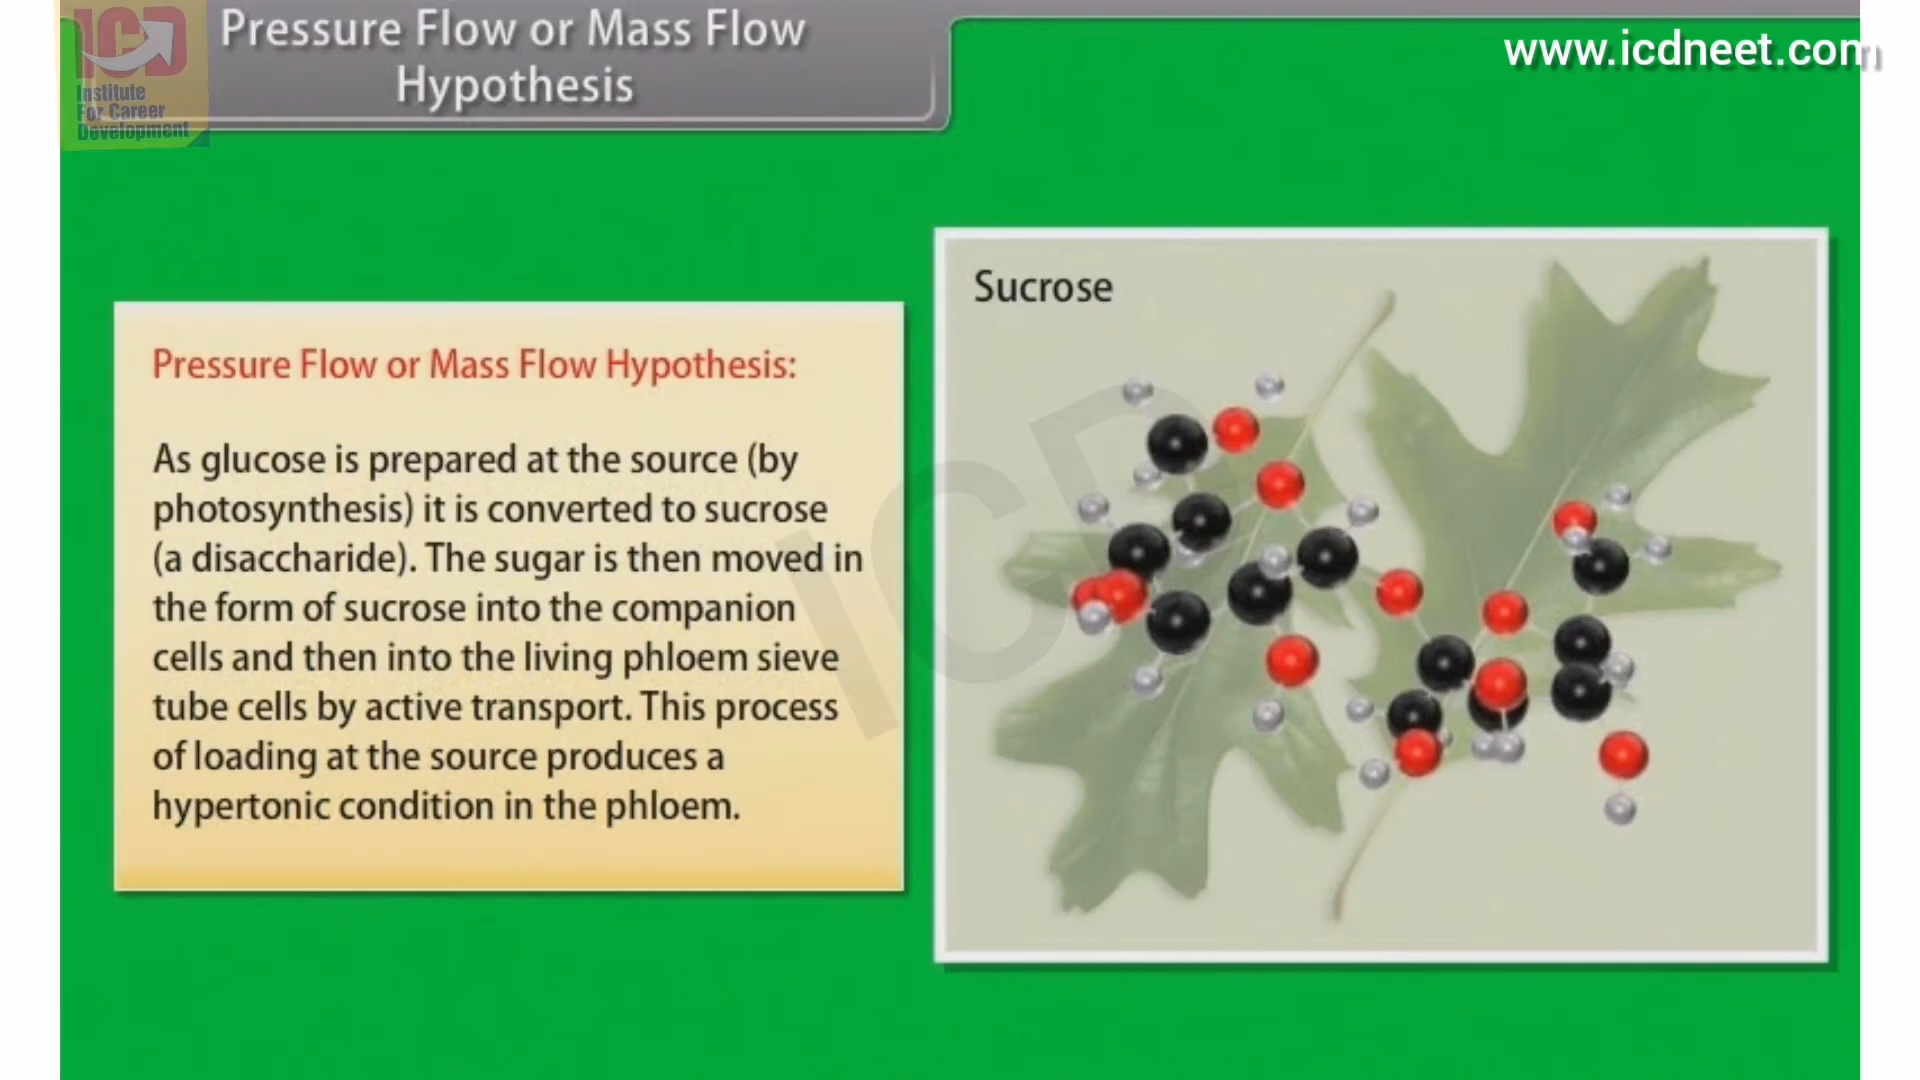 Pressure Flow or Mass Flow
Hypothesis
www.icdneet.com
ICD
Institute
For Career
Development
Sucrose
Pressure Flow or Mass Flow Hypothesis:
As glucose is prepared at the source (by
photosynthesis) it is converted to sucrose
(a disaccharide). The sugar is then moved in
the form of sucrose into the companion
cells and then into the living phloem sieve
tube cells by active transport. This process
of loading at the source produces a
hypertonic condition in the phloem.
ICD